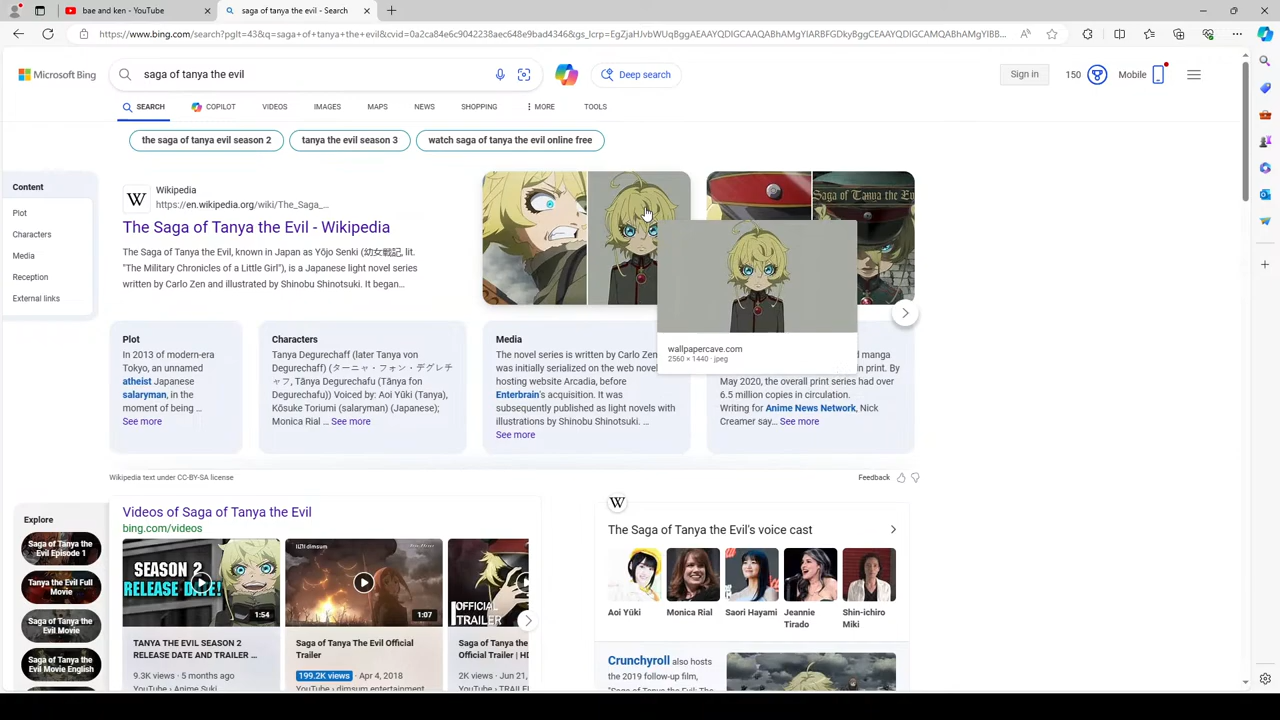 bae and ken - YouTube
saga of tanya the evil - Search
https://www.bing.com/search?pglt=43&q=saga+of+tanya+the+evil&cvid=0a2ca84e6c9042238aec648e9bad4346&gs_lcrp=EgZjaHJvbWUqBggAEAAYQDIGCAAQABhAMgYIARBFGDkyBggCEAAYQDIGCAMQABhAMgYIBBAAGEAyBggFEAAYQDIGCAYQABhAMgYIBB...
Microsoft Bing
saga of tanya the evil
Deep search
Sign in
150
Mobile
SEARCH
COPILOT
VIDEOS
IMAGES
MAPS
NEWS
SHOPPING
MORE
TOOLS
the saga of tanya evil season 2
tanya the evil season 3
watch saga of tanya the evil online free
Content
Plot
Characters
Media
Reception
External links
W
Wikipedia
https://en.wikipedia.org/wiki/The_Saga_...
The Saga of Tanya the Evil - Wikipedia
The Saga of Tanya the Evil, known in Japan as Yōjo Senki (幼女戦記, lit.
"The Military Chronicles of a Little Girl"), is a Japanese light novel series
written by Carlo Zen and illustrated by Shinobu Shinotsuki. It began...
Saga of Tanya the Evil
wallpapercave.com
2560 × 1440 · jpeg
Plot
In 2013 of modern-era
Tokyo, an unnamed
atheist Japanese
salaryman, in the
moment of being ...
See more
Characters
Tanya Degurechaff (later Tanya von
Degurechaff) (ターニャ・フォン・デグレチ
ャフ, Tānya Degurechafu (Tānya fon
Degurechafu)) Voiced by: Aoi Yūki (Tanya),
Kōsuke Toriumi (salaryman) (Japanese);
Monica Rial ... See more
Media
The novel series is written by Carlo Zen
was initially serialized on the web novel
hosting website Arcadia, before
Enterbrain's acquisition. It was
subsequently published as light novels with
illustrations by Shinobu Shinotsuki. ...
See more
manga
in print. By
May 2020, the overall print series had over
6.5 million copies in circulation.
Writing for Anime News Network, Nick
Creamer say... See more
Wikipedia text under CC-BY-SA license
Feedback
Explore
Saga of Tanya the
Evil Episode 1
Tanya the Evil Full
Movie
Saga of Tanya the
Evil Movie
Saga of Tanya the
Evil Movie English
Videos of Saga of Tanya the Evil
bing.com/videos
SEASON 2
RELEASE DATE!
1:54
TANYA THE EVIL SEASON 2
RELEASE DATE AND TRAILER ...
9.3K views · 5 months ago
YouTube › Anime Suki
dimsum
1:07
Saga of Tanya The Evil Official
Trailer
199.2K views · Apr 4, 2018
YouTube › dimsum entertainment
OFFICIAL
TRAILER
Saga of Tanya the
Official Trailer | HD
2K views · Jun 21,
YouTube › TRAILER
W
The Saga of Tanya the Evil's voice cast
Aoi Yūki
Monica Rial
Saori Hayami
Jeannie
Tirado
Shin-ichiro
Miki
Crunchyroll also hosts
the 2019 follow-up film,
"Saga of Tanya the Evil: The